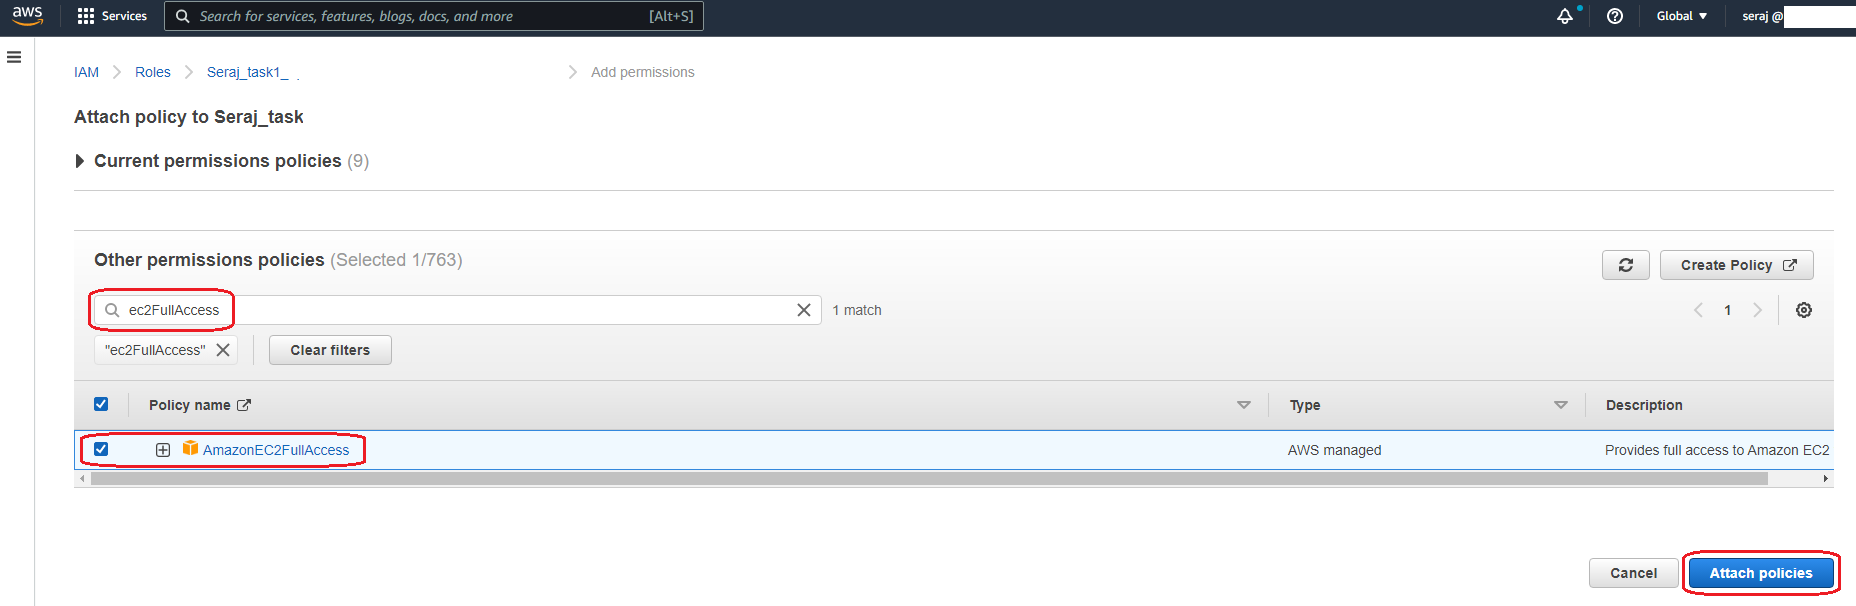 aws Services Search for services, features, blogs, docs, and more [Alt+S] Global ▼ seraj @
IAM > Roles > Seraj_task1_ > Add permissions
Attach policy to Seraj_task
Current permissions policies (9)
Other permissions policies (Selected 1/763) Create Policy
ec2FullAccess 1 match 1
"ec2FullAccess" Clear filters
Policy name Type Description
AmazonEC2FullAccess AWS managed Provides full access to Amazon EC2
Cancel Attach policies